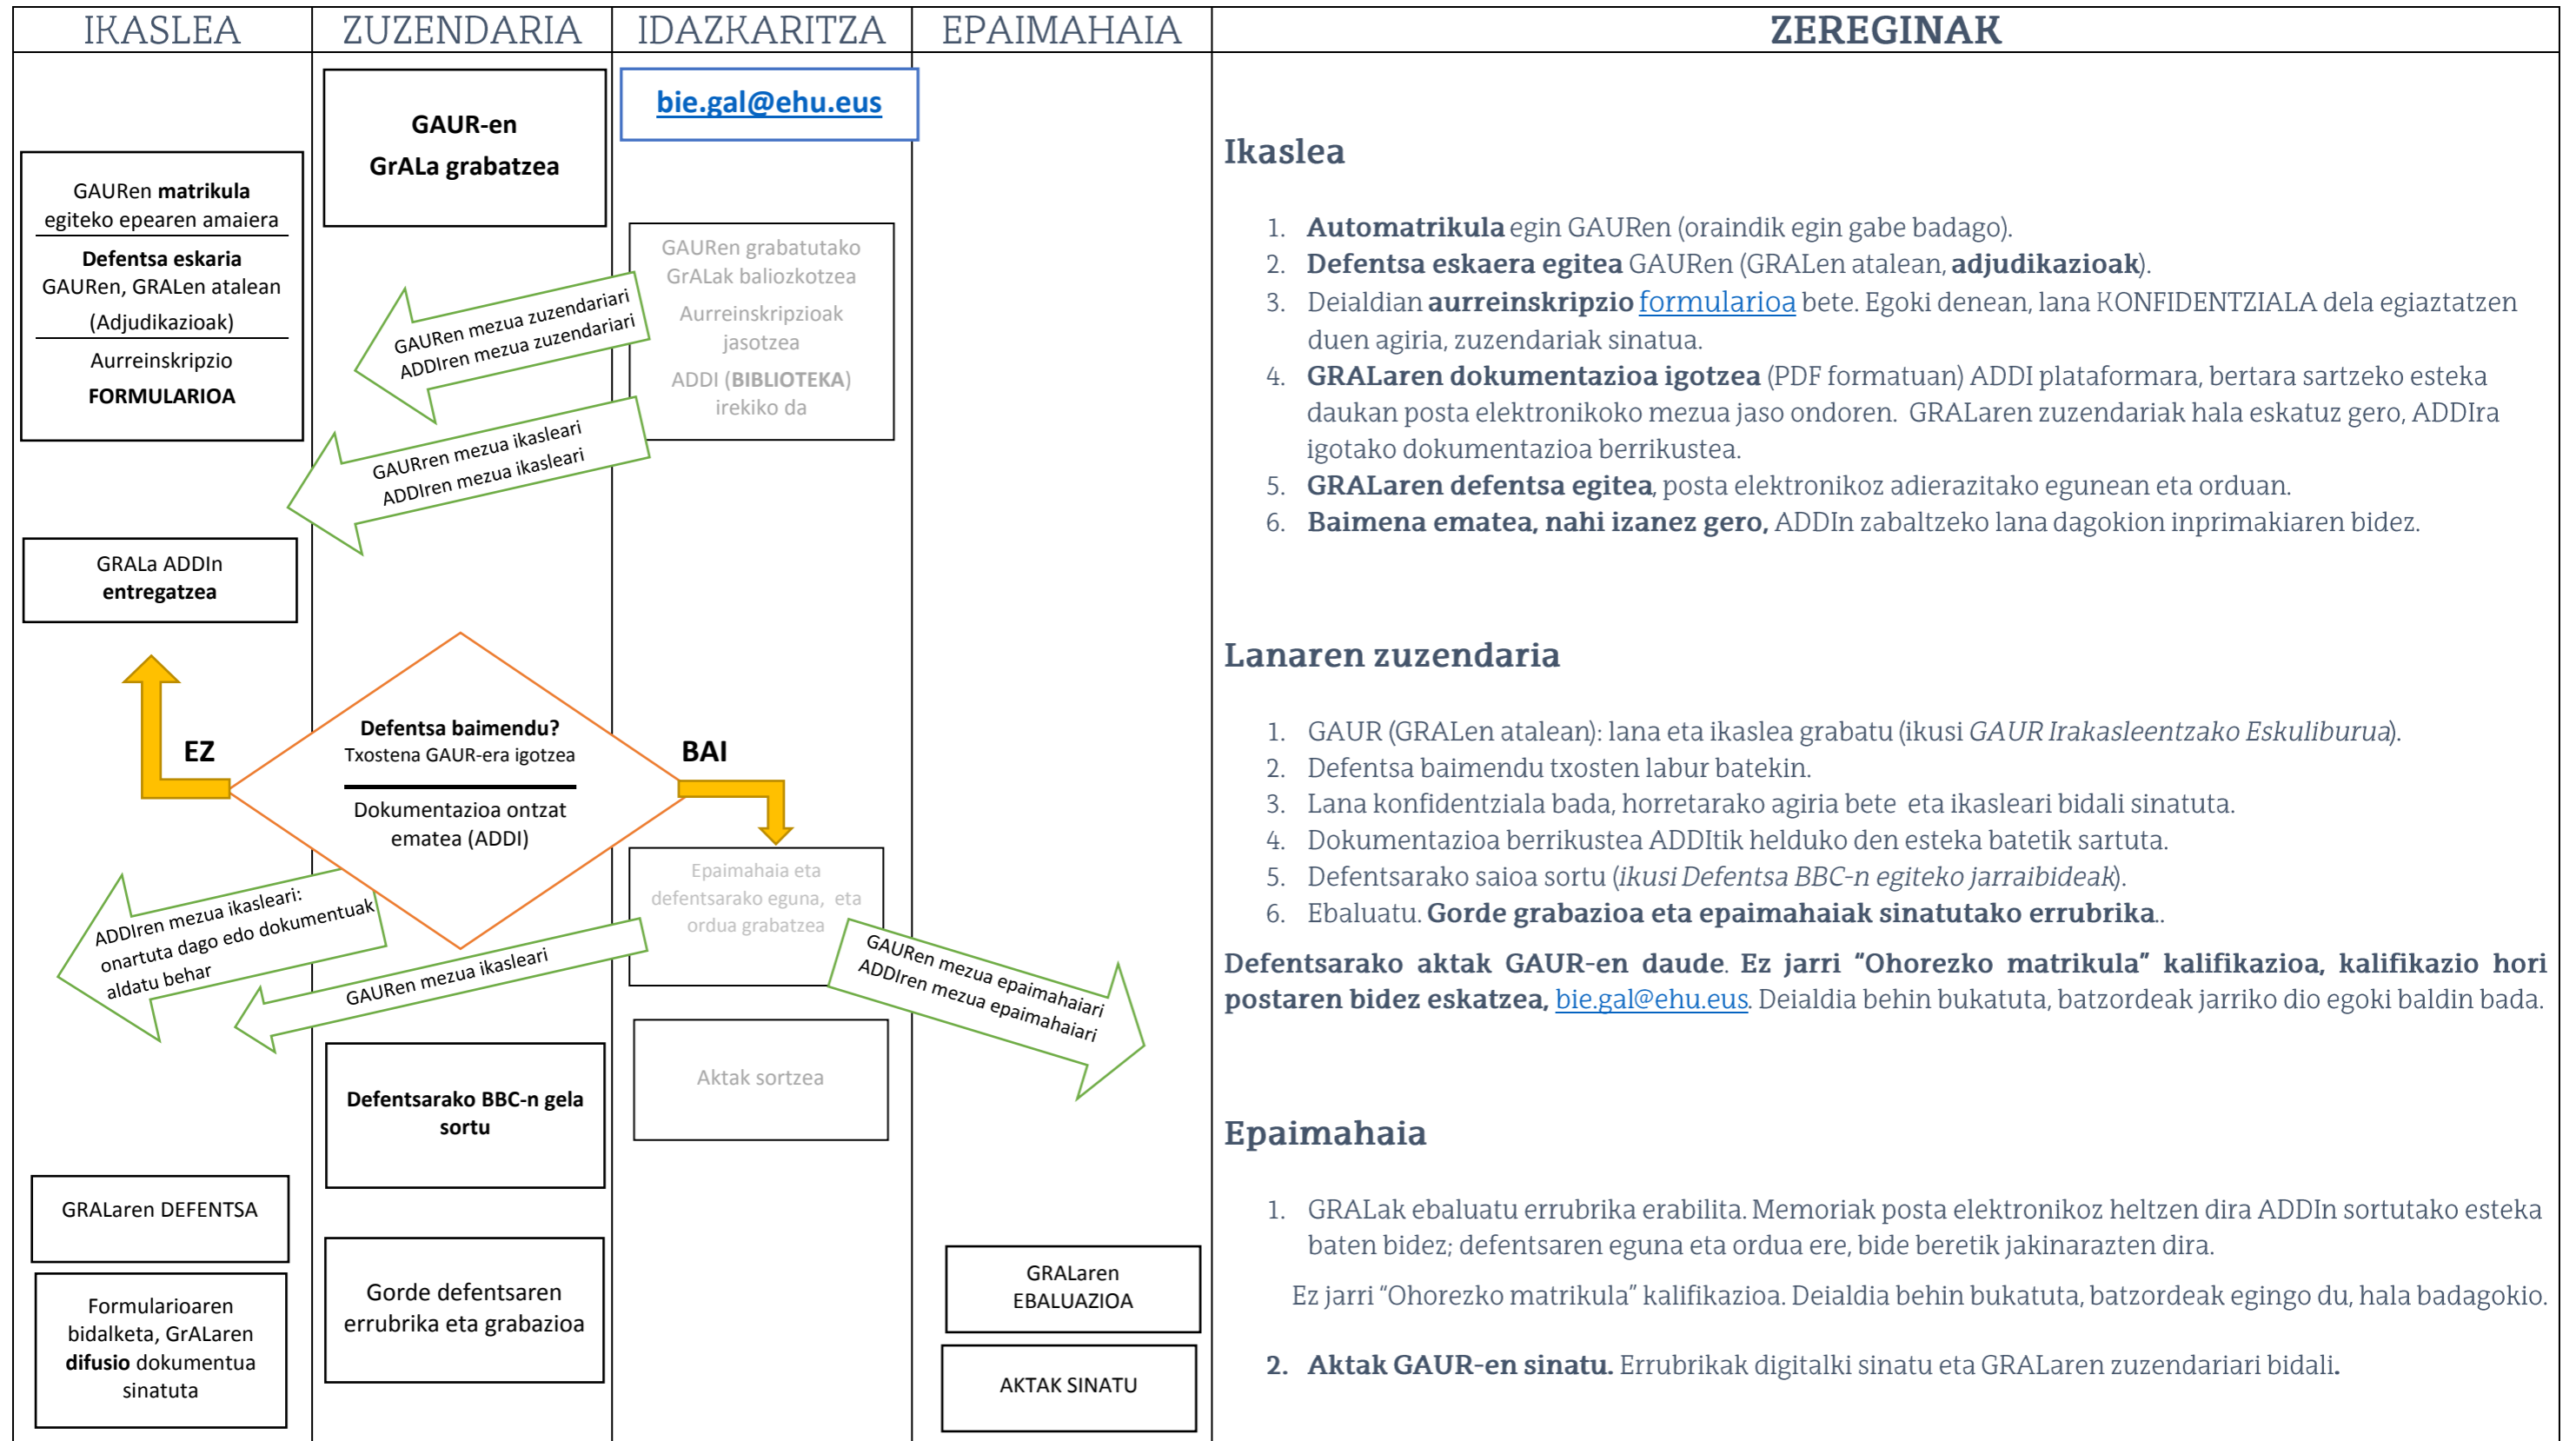 IKASLEA
ZUZENDARIA
IDAZKARITZA
EPAIMAHAIA
ZEREGINAK
GAURen matrikula
egiteko epearen amaiera
Defentsa eskaria
GAURen, GRALen atalean
(Adjudikazioak)
Aurreinskripzio
FORMULARIOA
GAUR-en
GrALa grabatzea
bie.gal@ehu.eus
GAURen grabatutako
GrALak baliozkotzea
Aurreinskripzioak
jasotzea
ADDI (BIBLIOTEKA)
irekiko da
GAURen mezua zuzendariari
ADDIren mezua zuzendariari
GAURren mezua ikasleari
ADDIren mezua ikasleari
GRALa ADDIn
entregatzea
EZ
Defentsa baimendu?
Txostena GAUR-era igotzea
Dokumentazioa ontzat
ematea (ADDI)
BAI
Epaimahaia eta
defentsarako eguna, eta
ordua grabatzea
ADDIren mezua ikasleari:
onartuta dago edo dokumentuak
aldatu behar
GAURen mezua ikasleari
GAURen mezua epaimahaiari
ADDIren mezua epaimahaiari
Aktak sortzea
Defentsarako BBC-n gela
sortu
GRALaren DEFENTSA
Gorde defentsaren
errubrika eta grabazioa
Formularioaren
bidalketa, GrALaren
difusio dokumentua
sinatuta
GRALaren
EBALUAZIOA
AKTAK SINATU
Ikaslea
1. Automatrikula egin GAURen (oraindik egin gabe badago).
2. Defentsa eskaera egitea GAURen (GRALen atalean, adjudikazioak).
3. Deialdian aurreinskripzio formularioa bete. Egoki denean, lana KONFIDENTZIALA dela egiaztatzen
duen agiria, zuzendariak sinatua.
4. GRALaren dokumentazioa igotzea (PDF formatuan) ADDI plataformara, bertara sartzeko esteka
daukan posta elektronikoko mezua jaso ondoren. GRALaren zuzendariak hala eskatuz gero, ADDIra
igotako dokumentazioa berrikustea.
5. GRALaren defentsa egitea, posta elektronikoz adierazitako egunean eta orduan.
6. Baimena ematea, nahi izanez gero, ADDIn zabaltzeko lana dagokion inprimakiaren bidez.
Lanaren zuzendaria
1. GAUR (GRALen atalean): lana eta ikaslea grabatu (ikusi GAUR Irakasleentzako Eskuliburua).
2. Defentsa baimendu txosten labur batekin.
3. Lana konfidentziala bada, horretarako agiria bete eta ikasleari bidali sinatuta.
4. Dokumentazioa berrikustea ADDItik helduko den esteka batetik sartuta.
5. Defentsarako saioa sortu (ikusi Defentsa BBC-n egiteko jarraibideak).
6. Ebaluatu. Gorde grabazioa eta epaimahaiak sinatutako errubrika..
Defentsarako aktak GAUR-en daude. Ez jarri “Ohorezko matrikula” kalifikazioa, kalifikazio hori
postaren bidez eskatzea, bie.gal@ehu.eus. Deialdia behin bukatuta, batzordeak jarriko dio egoki baldin bada.
Epaimahaia
1. GRALak ebaluatu errubrika erabilita. Memoriak posta elektronikoz heltzen dira ADDIn sortutako esteka
baten bidez; defentsaren eguna eta ordua ere, bide beretik jakinarazten dira.
Ez jarri “Ohorezko matrikula” kalifikazioa. Deialdia behin bukatuta, batzordeak egingo du, hala badagokio.
2. Aktak GAUR-en sinatu. Errubrikak digitalki sinatu eta GRALaren zuzendariari bidali.